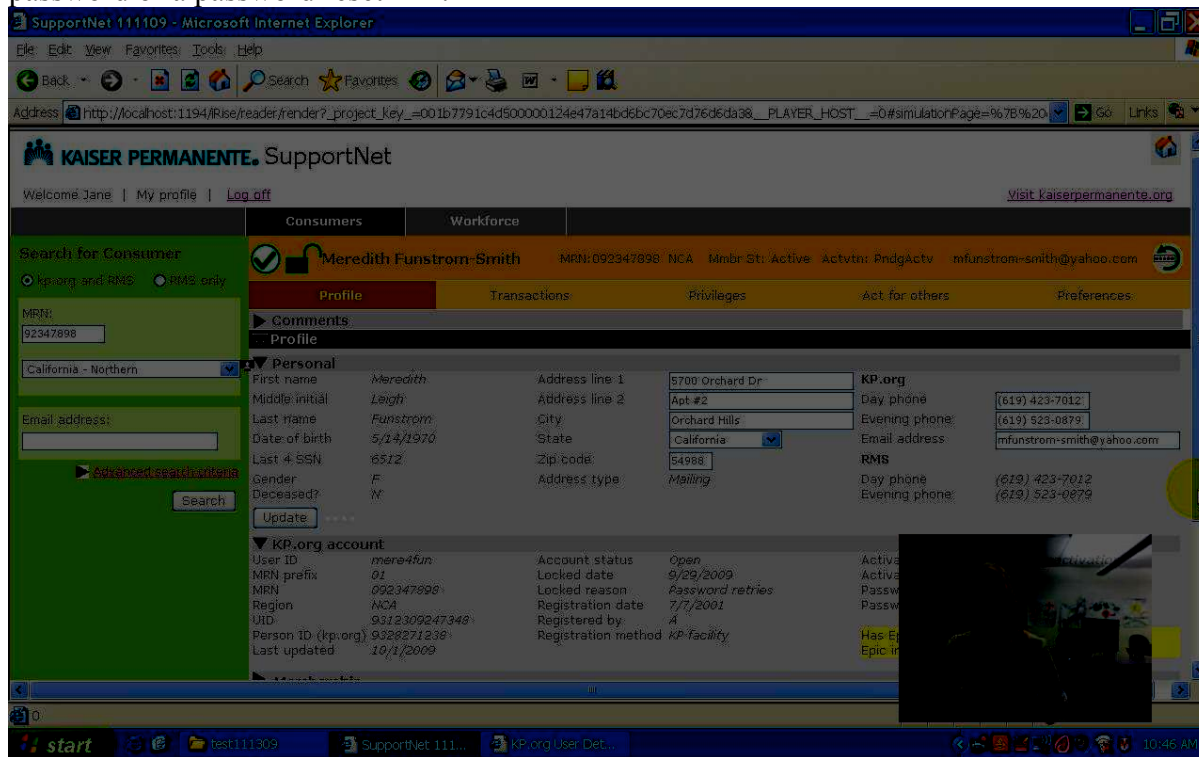 SupportNet 111109 - Microsoft Internet Explorer
File Edit View Favorites Tools Help
Back Search Favorites
Address http://localhost:1194/iRise/reader/render?_project_key_=001b7791c4d500000124e47a14bd6bc70ec7d76d6da38__PLAYER_HOST__=0#simulationPage=%7B%20 Go Links
KAISER PERMANENTE. SupportNet
Welcome Jane | My profile | Log off Visit kaiserpermanente.org
Consumers Workforce
Search for Consumer
kp.org and RMS RMS only
MRN:
92347898
California - Northern
Email address:
Advanced search criteria
Search
Meredith Funstrom-Smith MRN:092347898 NCA Mmbr St: Active Actvtn: PndgActv mfunstrom-smith@yahoo.com
Profile Transactions Privileges Act for others Preferences
Comments
Profile
Personal
First name Meredith Address line 1 5700 Orchard Dr KP.org
Middle initial Leigh Address line 2 Apt #2 Day phone (619) 423-7012
Last name Funstrom City Orchard Hills Evening phone (619) 523-0879
Date of birth 5/14/1970 State California Email address mfunstrom-smith@yahoo.com
Last 4 SSN 6512 Zip code 54988 RMS
Gender F Address type Mailing Day phone (619) 423-7012
Deceased? N Evening phone (619) 523-0879
Update
KP.org account
User ID mere4fun Account status Open Activa
MRN prefix 01 Locked date 9/29/2009 Activa
MRN 092347898 Locked reason Password retries Passw
Region NCA Registration date 7/7/2001 Passw
UID 9312309247348 Registered by A
Person ID (kp.org) 9328271238 Registration method KP facility Has E
Last updated 10/1/2009 Epic in
0
start test111309 SupportNet 111... KP.org User Det... 10:46 AM